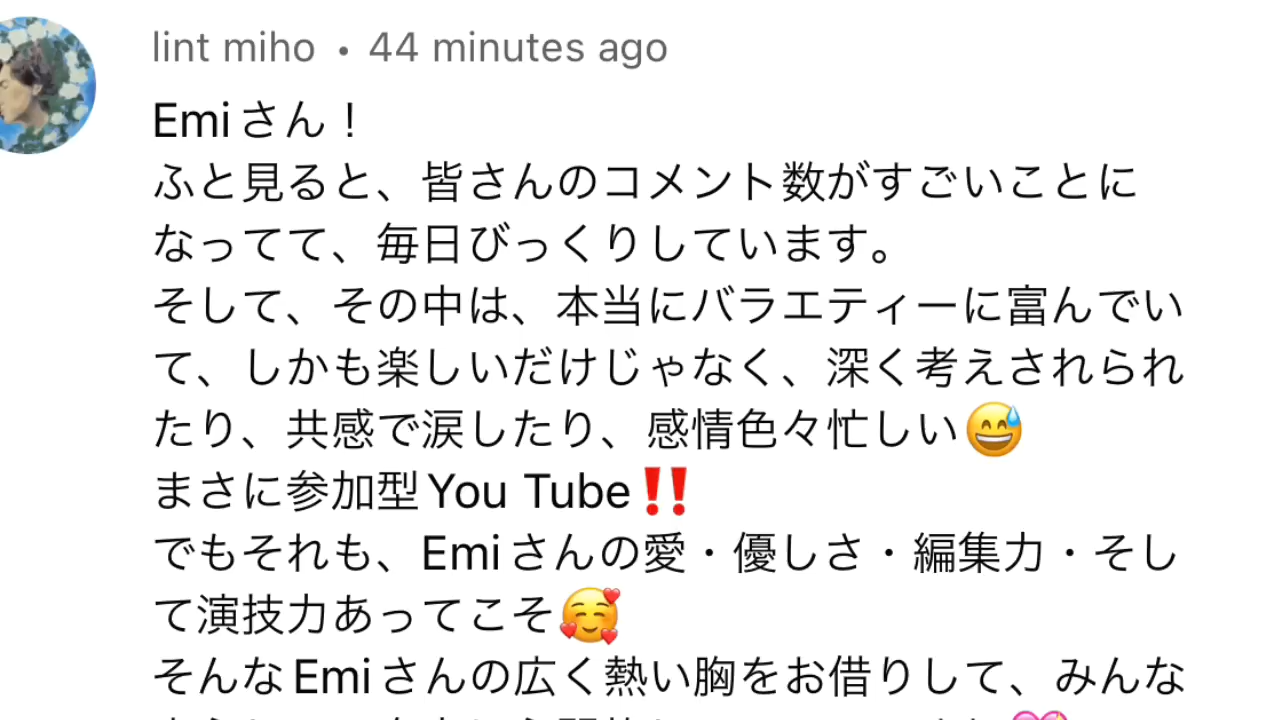 lint miho • 44 minutes ago
Emiさん！
ふと見ると、皆さんのコメント数がすごいことに
なってて、毎日びっくりしています。
そして、その中は、本当にバラエティーに富んでい
て、しかも楽しいだけじゃなく、深く考えされられ
たり、共感で涙したり、感情色々忙しい😅
まさに参加型You Tube‼️
でもそれも、Emiさんの愛・優しさ・編集力・そし
て演技力あってこそ🥰
そんなEmiさんの広く熱い胸をお借りして、みんな